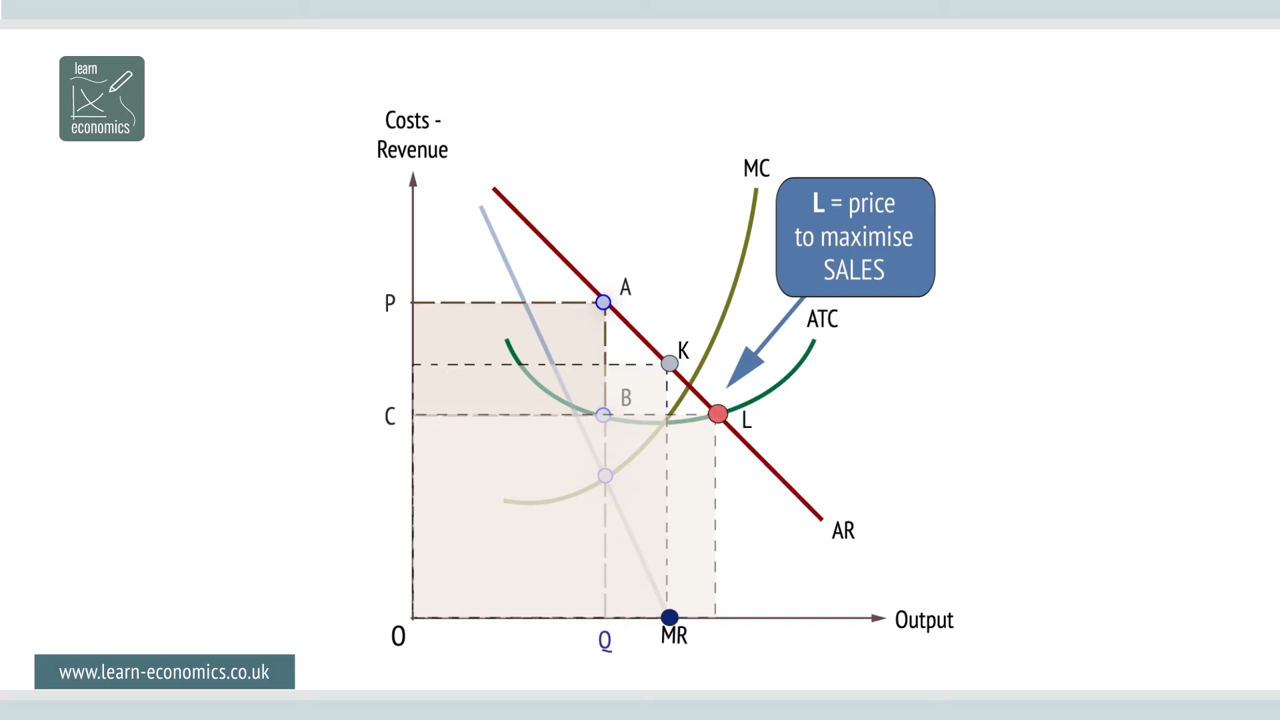 learn
economics
Costs -
Revenue
MC
L = price
to maximise
SALES
A
P
ATC
K
B
C
L
AR
Output
O
Q
MR
www.learn-economics.co.uk